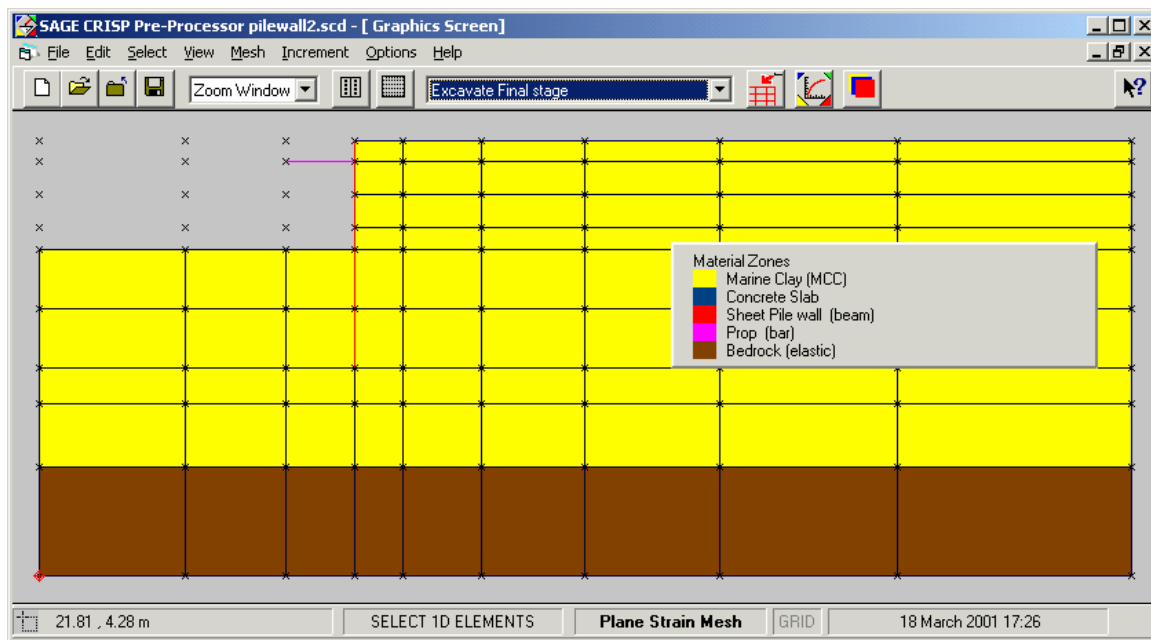 SAGE CRISP Pre-Processor pilewall2.scd - [ Graphics Screen]
File Edit Select View Mesh Increment Options Help
Zoom Window Excavate Final stage
Material Zones
Marine Clay (MCC)
Concrete Slab
Sheet Pile wall (beam)
Prop (bar)
Bedrock (elastic)
21.81 , 4.28 m SELECT 1D ELEMENTS Plane Strain Mesh GRID 18 March 2001 17:26